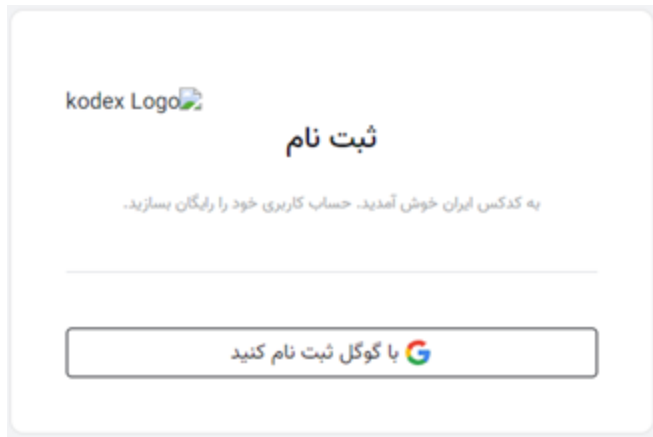 kodex Logo
ثبت نام
به کدکس ایران خوش آمدید. حساب کاربری خود را رایگان بسازید.
با گوگل ثبت نام کنید